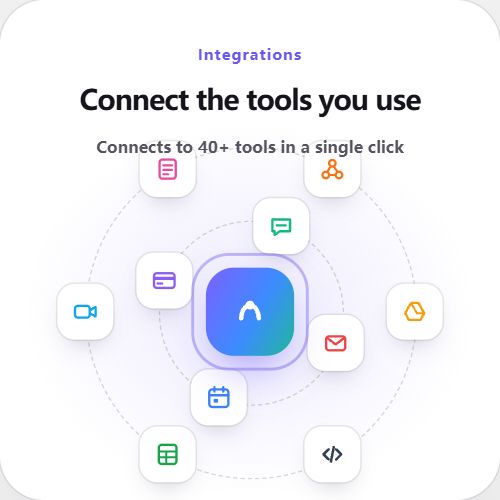 Integrations
Connect the tools you use
Connects to 40+ tools in a single click